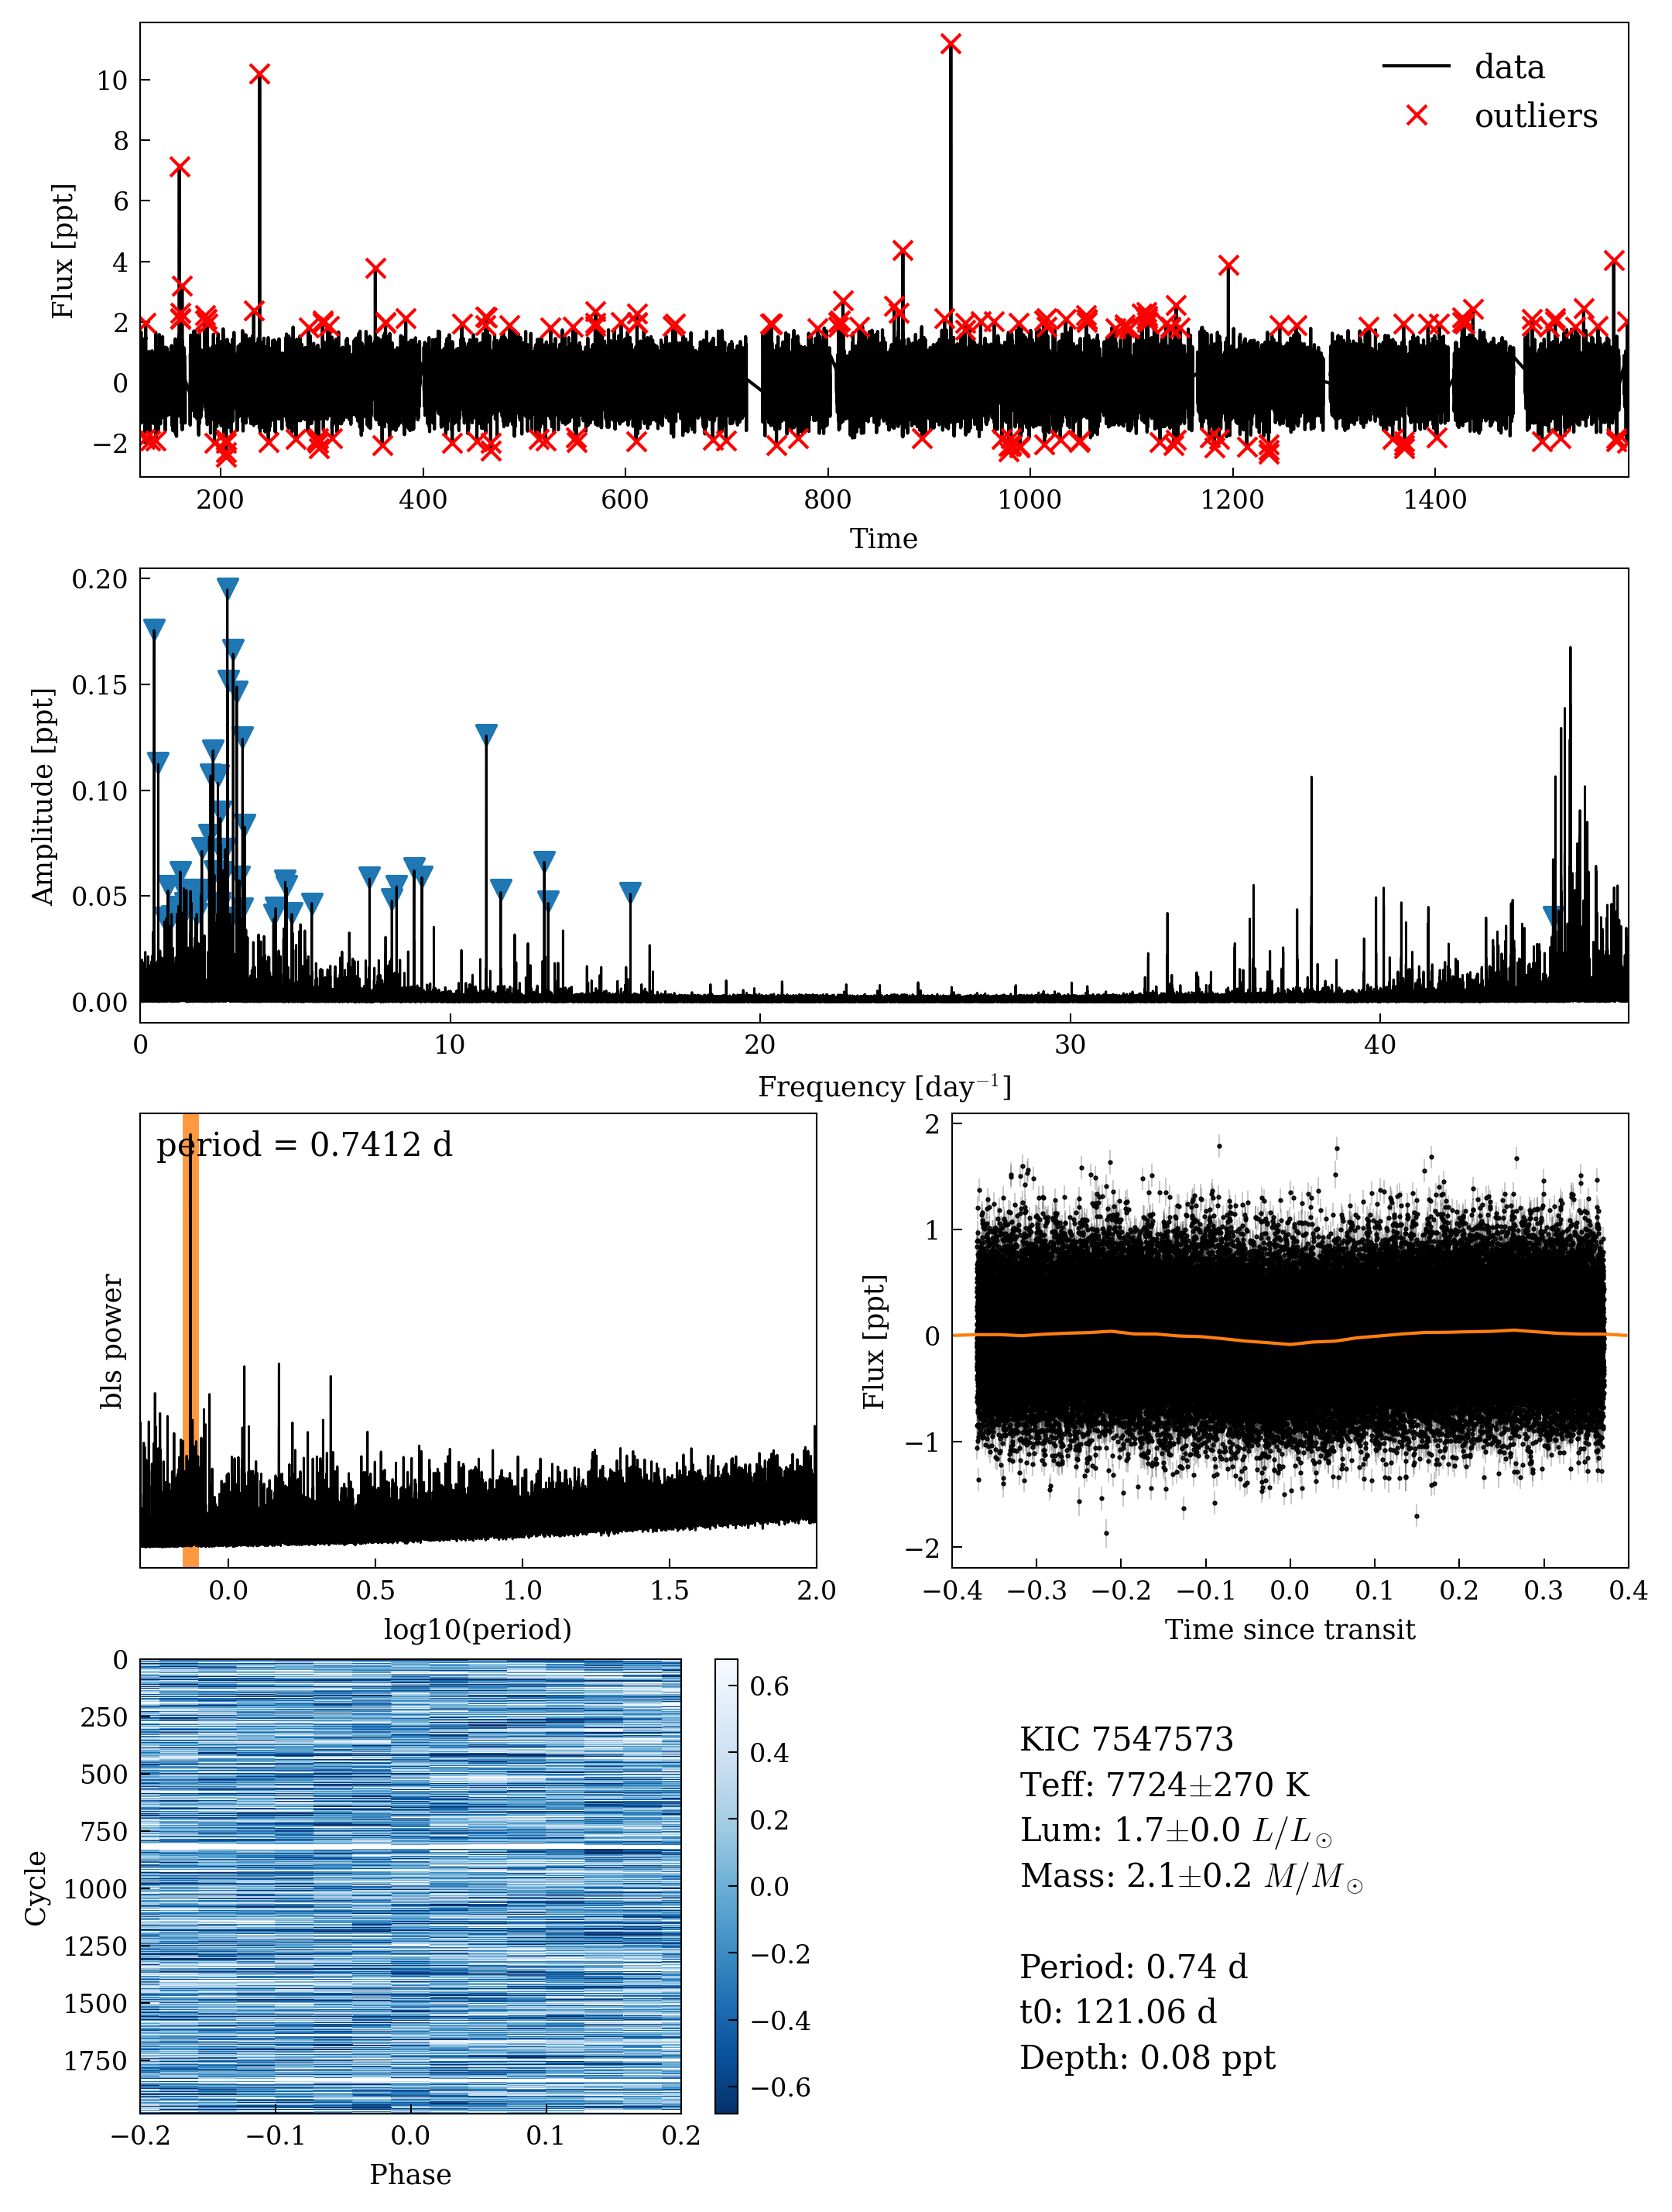 data
outliers
10
8
6
4
2
0
−2
Flux [ppt]
200 400 600 800 1000 1200 1400
Time
0.20
0.15
0.10
0.05
0.00
Amplitude [ppt]
0 10 20 30 40
Frequency [day⁻¹]
period = 0.7412 d
bls power
0.0 0.5 1.0 1.5 2.0
log10(period)
2
1
0
−1
−2
Flux [ppt]
−0.4 −0.3 −0.2 −0.1 0.0 0.1 0.2 0.3 0.4
Time since transit
0
250
500
750
1000
1250
1500
1750
Cycle
−0.2 −0.1 0.0 0.1 0.2
Phase
0.6
0.4
0.2
0.0
−0.2
−0.4
−0.6
KIC 7547573
Teff: 7724±270 K
Lum: 1.7±0.0 L/L⊙
Mass: 2.1±0.2 M/M⊙
Period: 0.74 d
t0: 121.06 d
Depth: 0.08 ppt